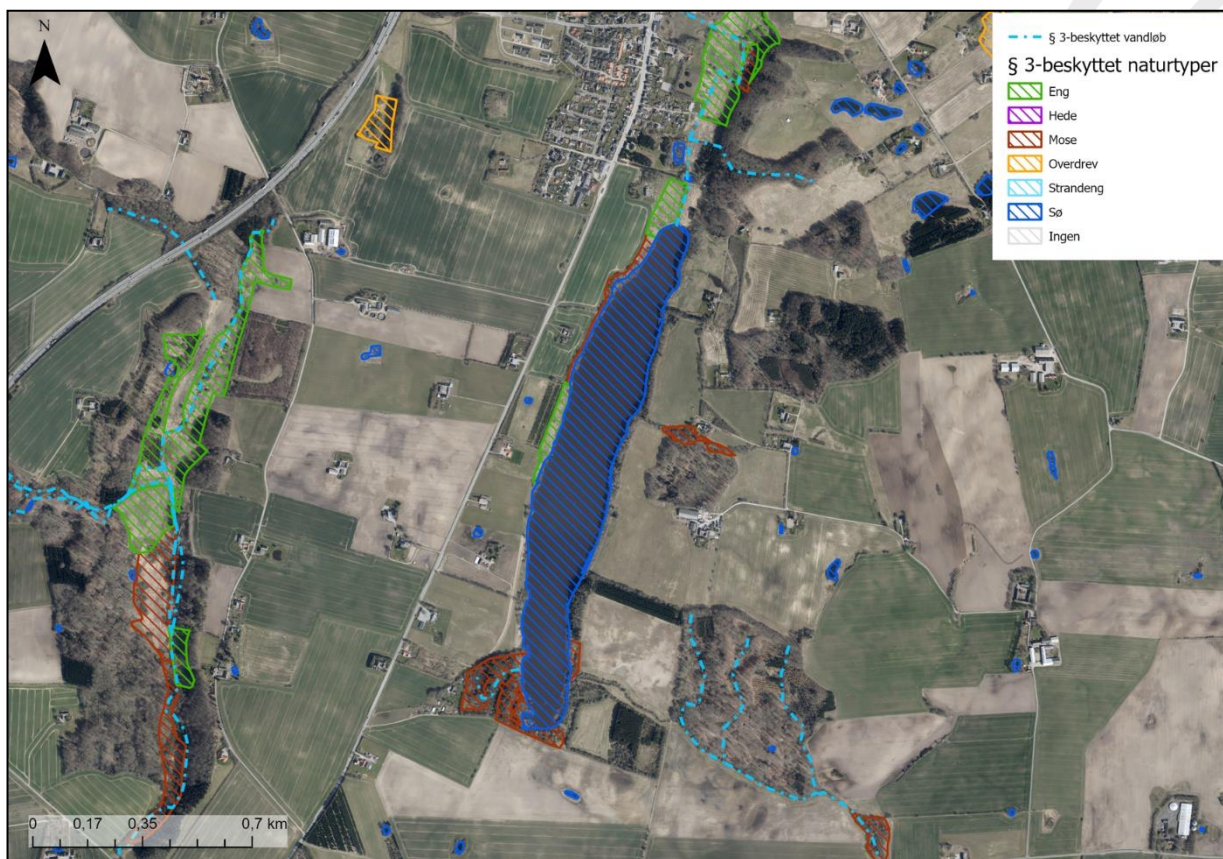 N
§ 3-beskyttet vandløb
§ 3-beskyttet naturtyper
Eng
Hede
Mose
Overdrev
Strandeng
Sø
Ingen
0 0,17 0,35 0,7 km